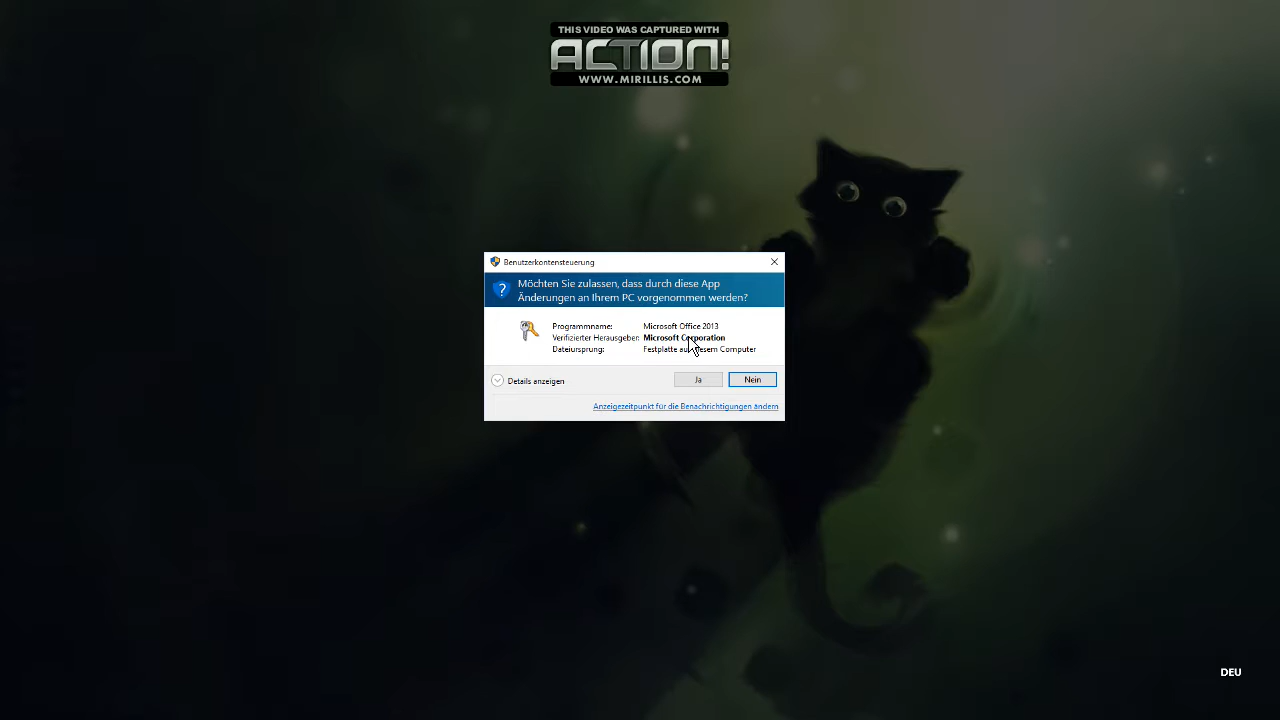 THIS VIDEO WAS CAPTURED WITH
ACTION!
WWW.MIRILLIS.COM
Benutzerkontensteuerung
Möchten Sie zulassen, dass durch diese App
Änderungen an Ihrem PC vorgenommen werden?
Programmname: Microsoft Office 2013
Verifizierter Herausgeber: Microsoft Corporation
Dateiursprung: Festplatte auf diesem Computer
Details anzeigen Ja Nein
Anzeigezeitpunkt für die Benachrichtigungen ändern
DEU